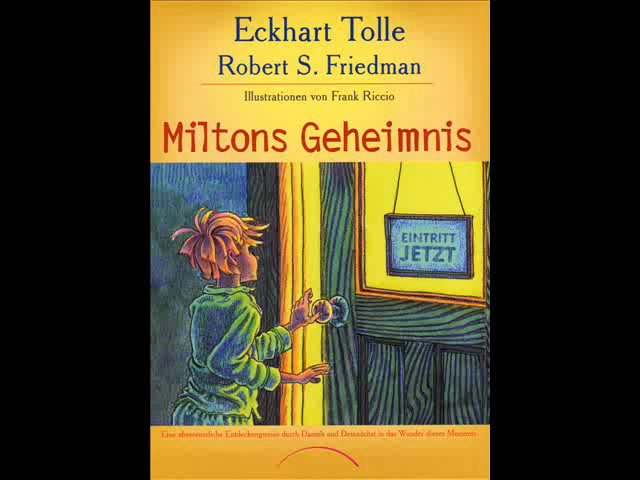 Eckhart Tolle
Robert S. Friedman
Illustrationen von Frank Riccio
Miltons Geheimnis
EINTRITT
JETZT
Eine abenteuerliche Entdeckungsreise durch Damals und Demnächst in das Wunder dieses Moments